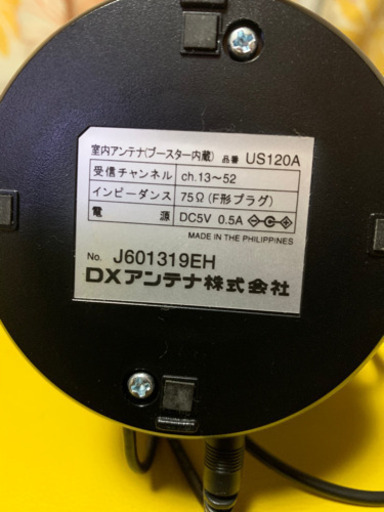 室内アンテナ(ブースター内蔵) 品番 US120A
受信チャンネル ch.13～52
インピーダンス 75Ω(F形プラグ)
電源 DC5V 0.5A
MADE IN THE PHILIPPINES
No. J601319EH
DXアンテナ株式会社